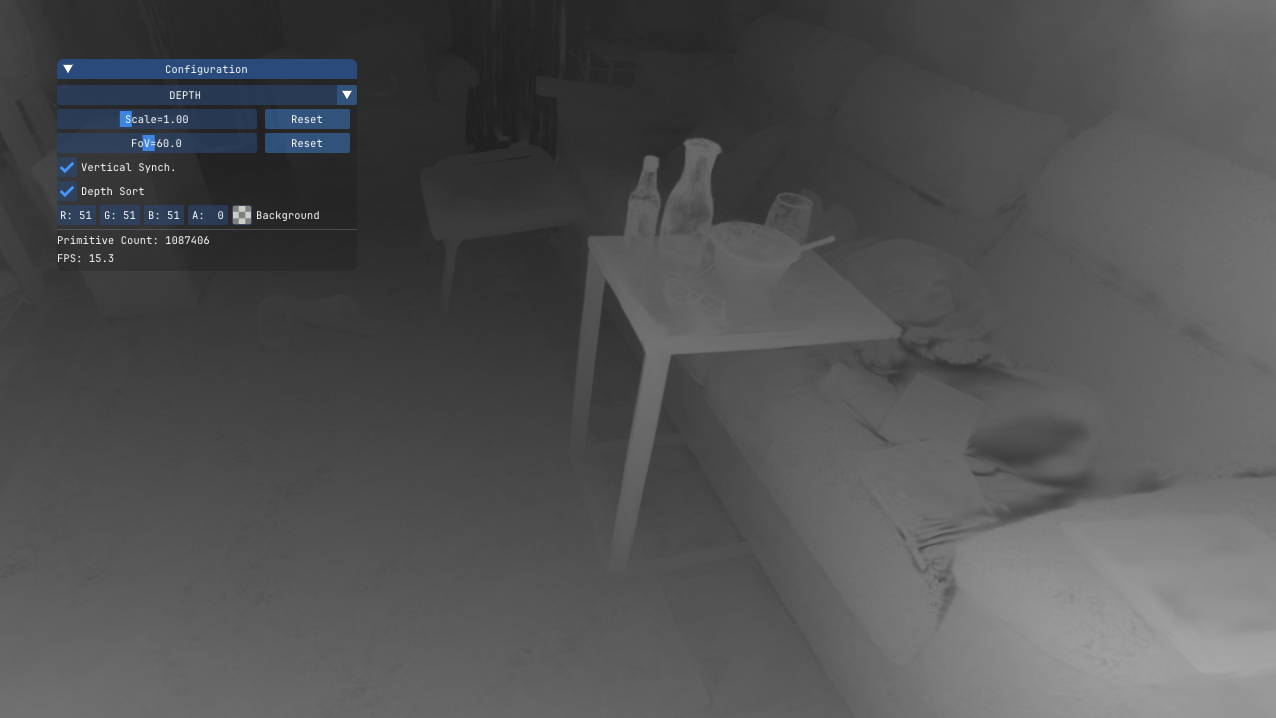 Configuration
DEPTH
Scale=1.00 Reset
FoV=60.0 Reset
Vertical Synch.
Depth Sort
R: 51 G: 51 B: 51 A: 0 Background
Primitive Count: 1087406
FPS: 15.3